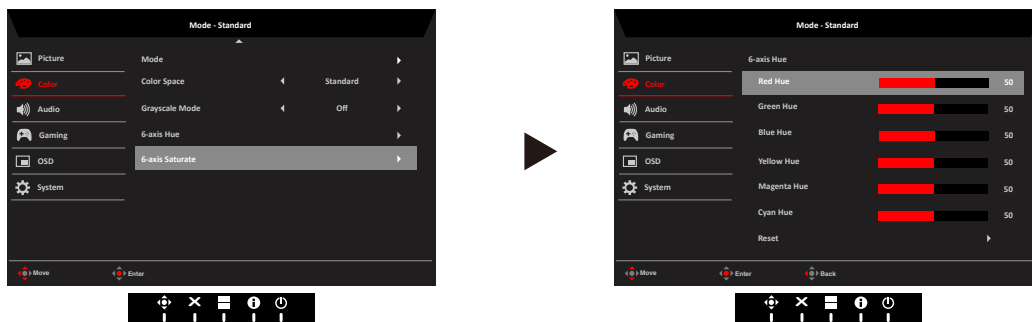 Mode - Standard
Picture
Color
Audio
Gaming
OSD
System
Mode
Color Space Standard
Grayscale Mode Off
6-axis Hue
6-axis Saturate
Move Enter
Mode - Standard
Picture
Color
Audio
Gaming
OSD
System
6-axis Hue
Red Hue 50
Green Hue 50
Blue Hue 50
Yellow Hue 50
Magenta Hue 50
Cyan Hue 50
Reset
Move Enter Back